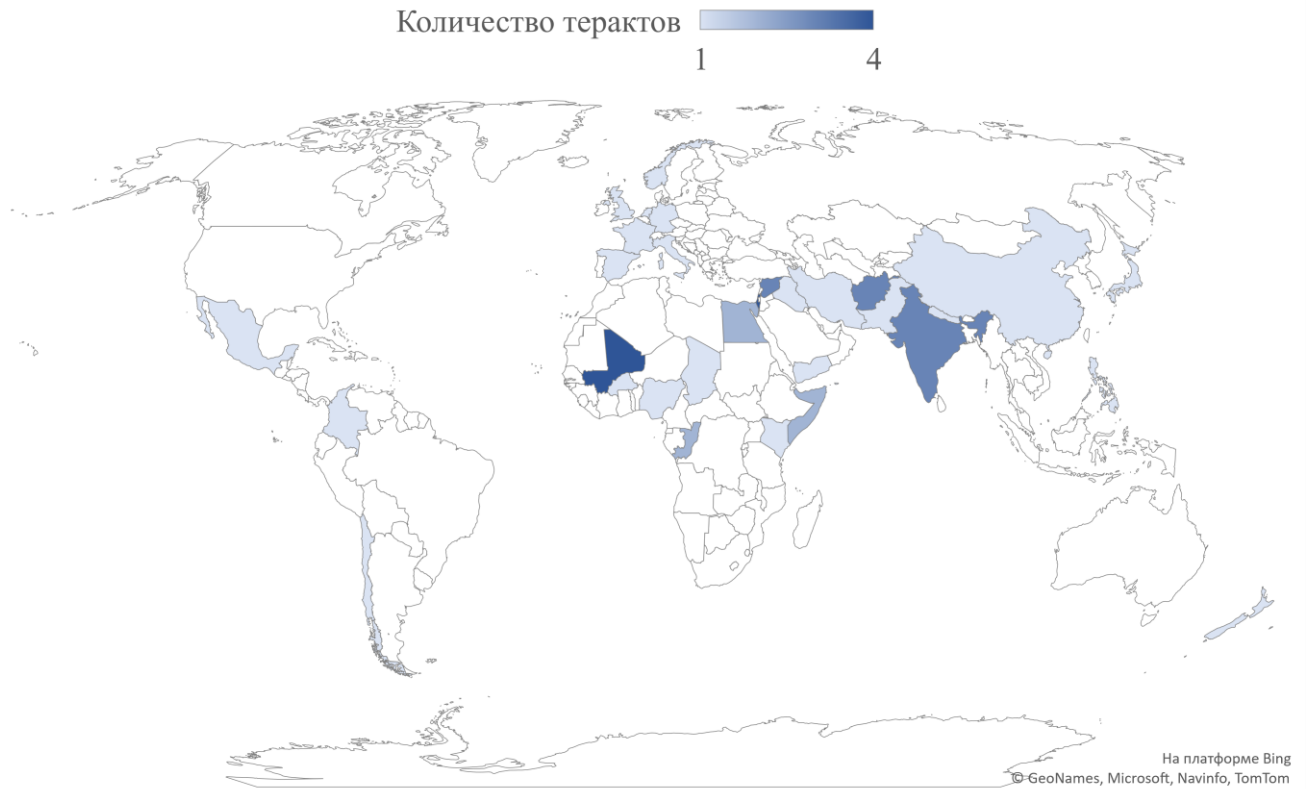 Количество терактов
1 4
На платформе Bing
© GeoNames, Microsoft, Navinfo, TomTom